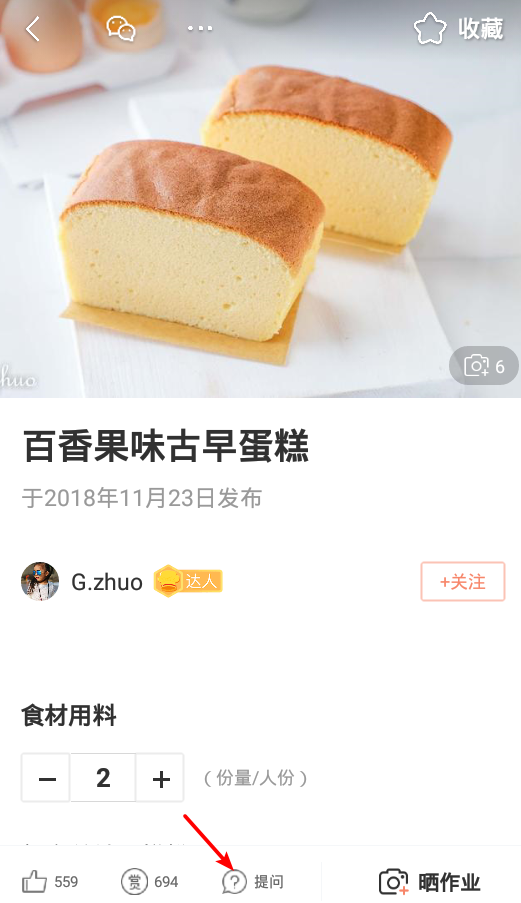 收藏
huo
6
百香果味古早蛋糕
于2018年11月23日发布
G.zhuo 达人
+关注
食材用料
− 2 + （份量/人份）
559 赏 694 ? 提问 晒作业